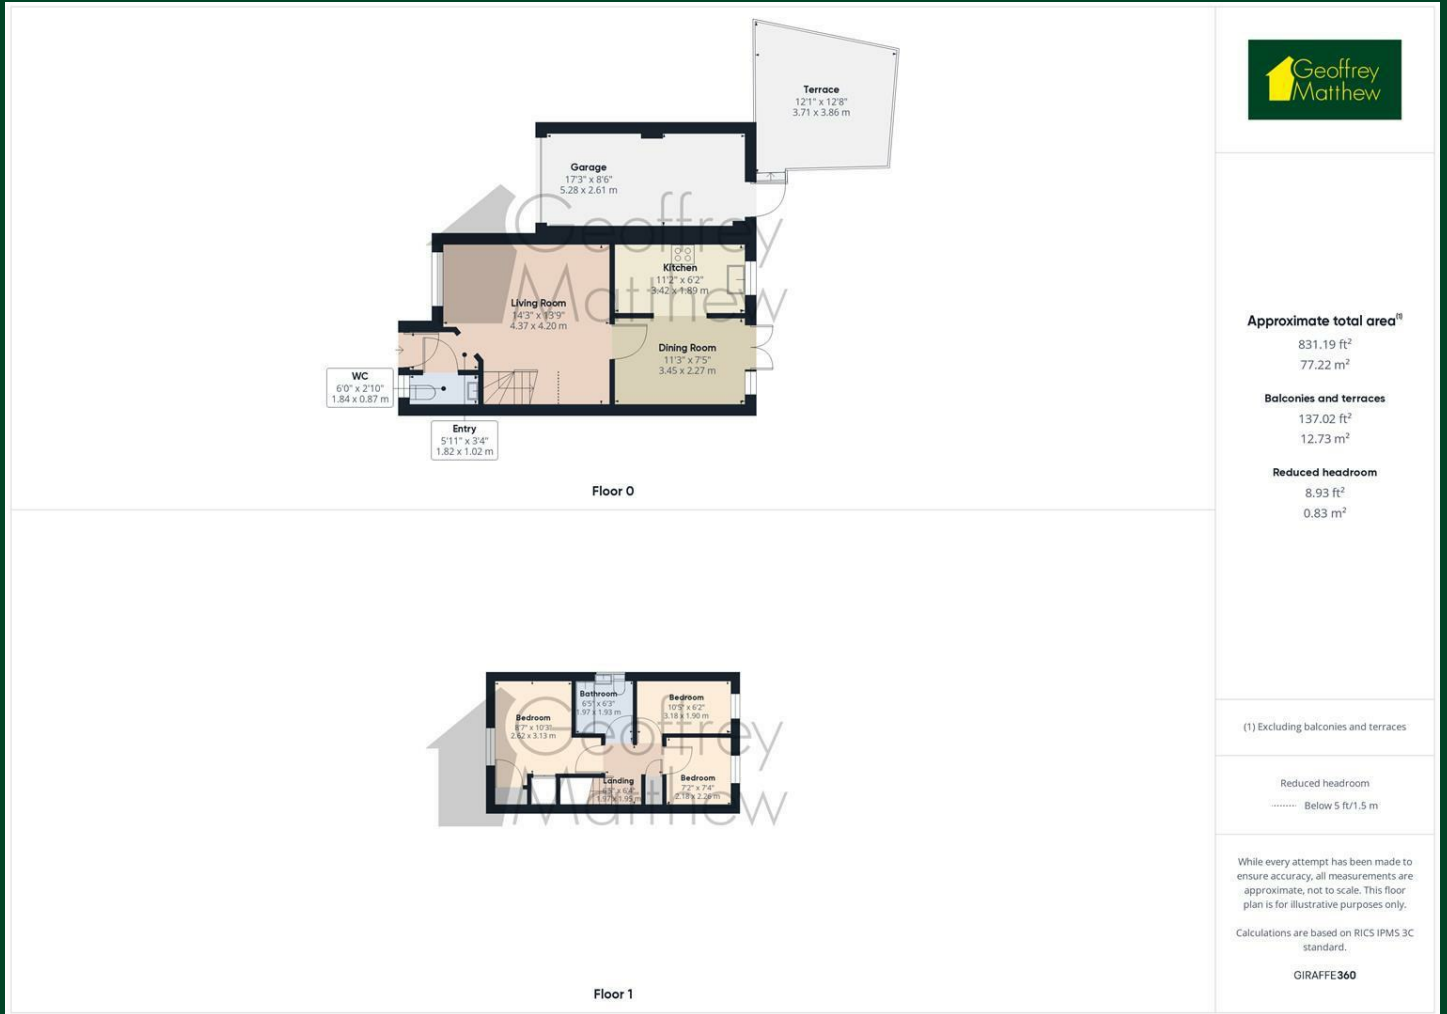 Terrace
12'1" x 12'8"
3.71 x 3.86 m
Garage
17'3" x 8'6"
5.28 x 2.61 m
Kitchen
11'2" x 6'2"
3.42 x 1.89 m
Living Room
14'3" x 13'9"
4.37 x 4.20 m
Dining Room
11'3" x 7'5"
3.45 x 2.27 m
WC
6'0" x 2'10"
1.84 x 0.87 m
Entry
5'11" x 3'4"
1.82 x 1.02 m
Geoffrey
Matthew
Floor 0
Bedroom
8'7" x 10'3"
2.62 x 3.13 m
Bathroom
6'5" x 6'3"
1.97 x 1.93 m
Bedroom
10'5" x 6'2"
3.18 x 1.90 m
Landing
Bedroom
7'2" x 7'4"
2.18 x 2.26 m
Geoffrey
Matthew
Floor 1
Geoffrey
Matthew
Approximate total area(1)
831.19 ft²
77.22 m²
Balconies and terraces
137.02 ft²
12.73 m²
Reduced headroom
8.93 ft²
0.83 m²
(1) Excluding balconies and terraces
Reduced headroom
Below 5 ft/1.5 m
While every attempt has been made to
ensure accuracy, all measurements are
approximate, not to scale. This floor
plan is for illustrative purposes only.
Calculations are based on RICS IPMS 3C
standard.
GIRAFFE360